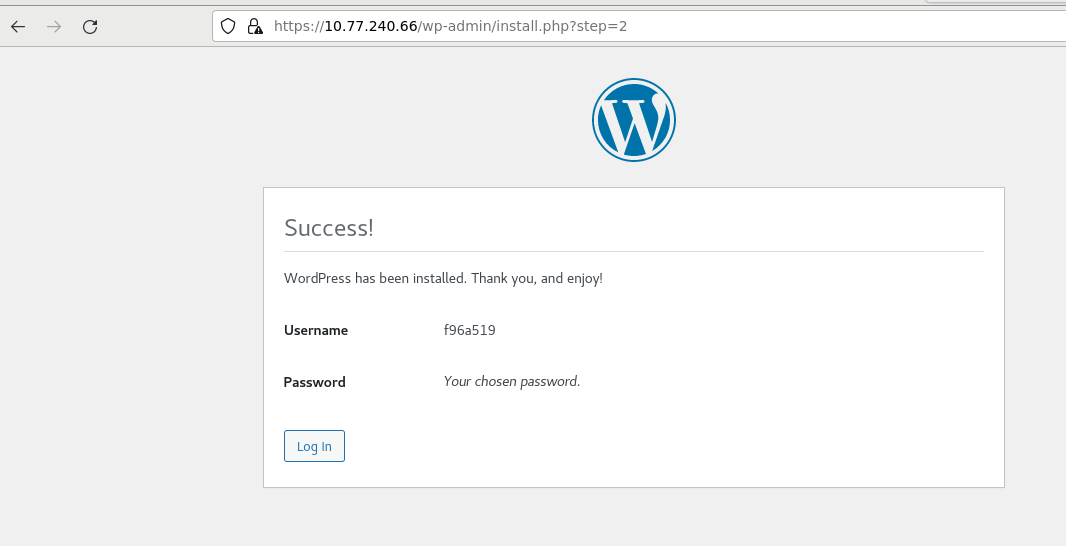 https://10.77.240.66/wp-admin/install.php?step=2
Success!
WordPress has been installed. Thank you, and enjoy!
Username f96a519
Password Your chosen password.
Log In